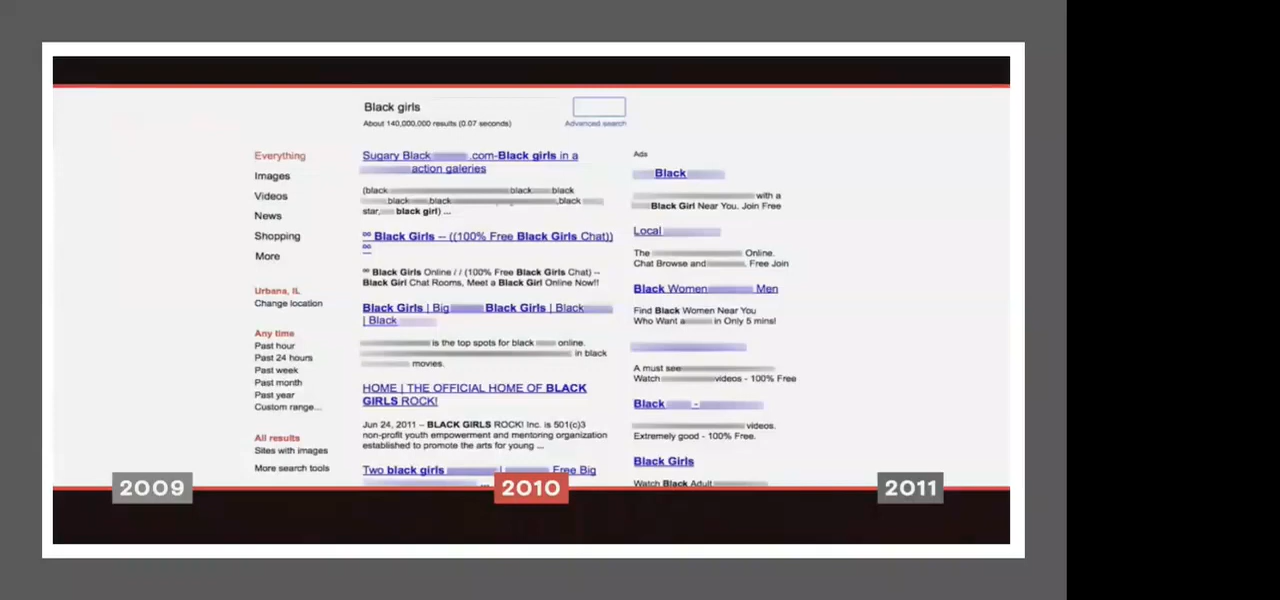 Black girls
About 140,000,000 results (0.07 seconds)
Advanced search
Everything
Images
Videos
News
Shopping
More
Urbana, IL
Change location
Any time
Past hour
Past 24 hours
Past week
Past month
Past year
Custom range...
All results
Sites with images
More search tools
Sugary Black .com-Black girls in a
action galeries
(black black black
black black ,black
star, black girl) ...
∞ Black Girls -- ((100% Free Black Girls Chat))
∞
∞ Black Girls Online / / (100% Free Black Girls Chat) --
Black Girl Chat Rooms, Meet a Black Girl Online Now!!
Black Girls | Big Black Girls | Black
| Black
is the top spots for black online.
in black
movies.
HOME | THE OFFICIAL HOME OF BLACK
GIRLS ROCK!
Jun 24, 2011 – BLACK GIRLS ROCK! Inc. is 501(c)3
non-profit youth empowerment and mentoring organization
established to promote the arts for young ...
Two black girls | Free Big
...
Ads
Black
with a
Black Girl Near You. Join Free
Local
The Online.
Chat Browse and . Free Join
Black Women Men
Find Black Women Near You
Who Want a in Only 5 mins!
A must see
Watch videos - 100% Free
Black -
videos.
Extremely good - 100% Free.
Black Girls
Watch Black Adult
2009
2010
2011